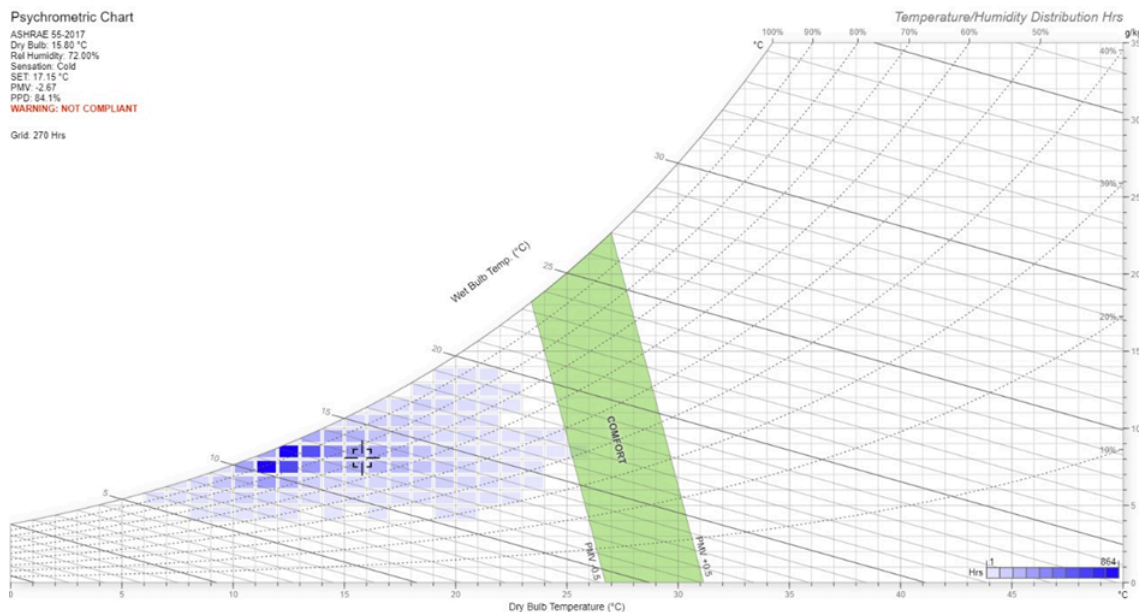 Psychrometric Chart
Temperature/Humidity Distribution Hrs
ASHRAE 55-2017
Dry Bulb: 15.80 °C
Rel Humidity: 72.00%
Sensation: Cold
SET: 17.15 °C
PMV: -2.67
PPD: 84.1%
WARNING: NOT COMPLIANT
Grid: 270 Hrs
°C 100% 90% 80% 70% 60% 50% g/kg
35
40%
30
30
30%
25
Wet Bulb Temp. (°C)
25
20
20%
20
15
15
COMFORT
10
10%
10
5
5
PMV -0.5
PMV +0.5
Hrs 1 864
0
0 5 10 15 20 25 30 35 40 45 °C
Dry Bulb Temperature (°C)